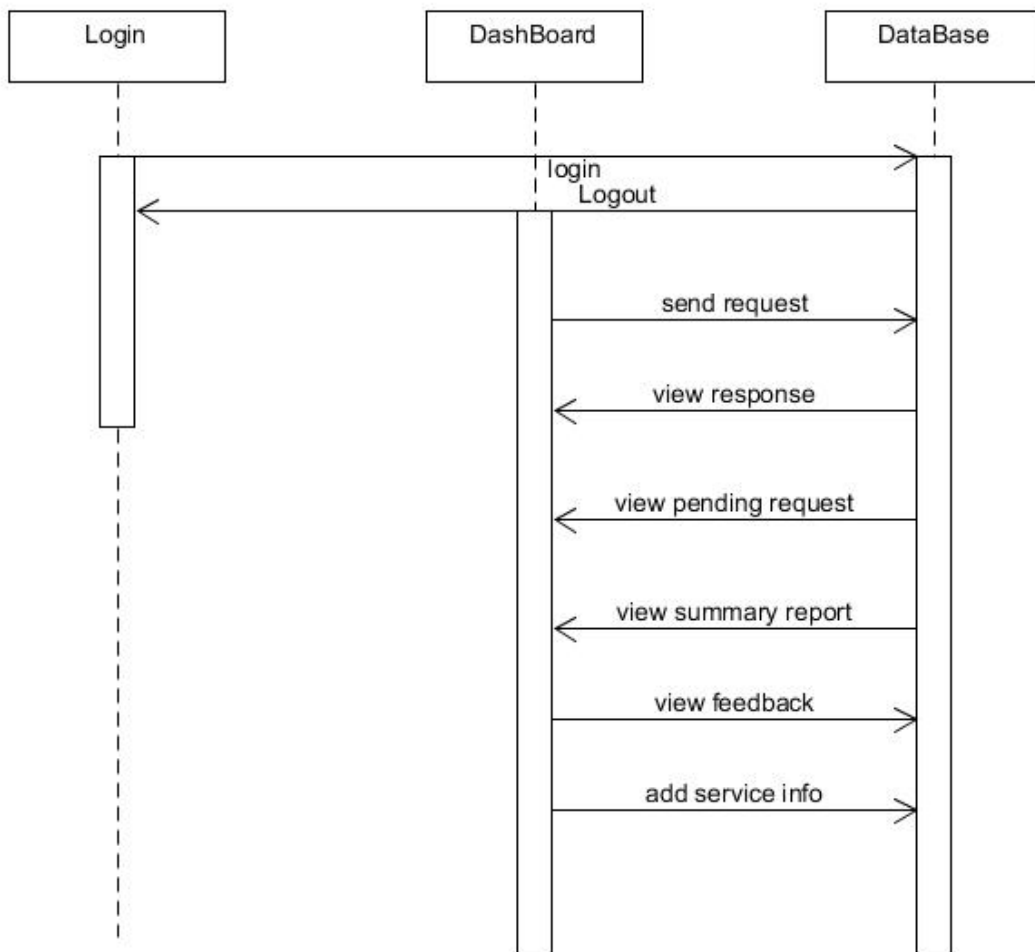 Login
DashBoard
DataBase
login
Logout
send request
view response
view pending request
view summary report
view feedback
add service info